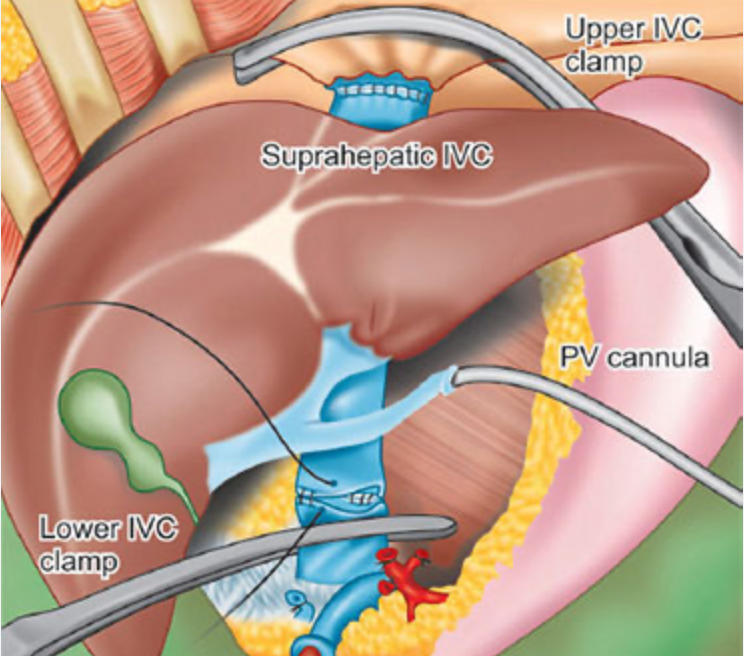 Upper IVC
clamp
Suprahepatic IVC
PV cannula
Lower IVC
clamp